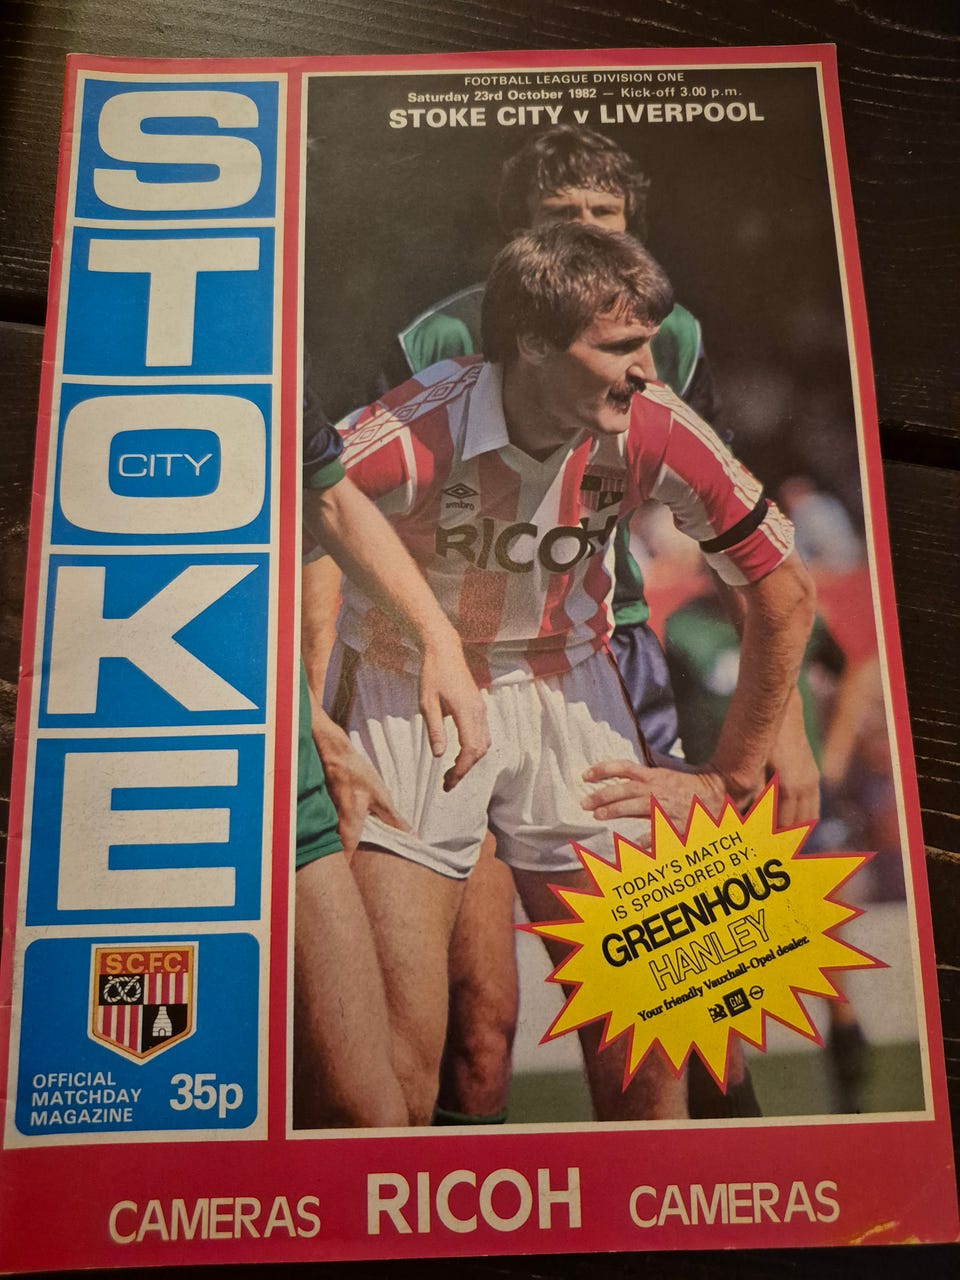 FOOTBALL LEAGUE DIVISION ONE
Saturday 23rd October 1982 — Kick-off 3.00 p.m.
STOKE CITY v LIVERPOOL
STOKE
CITY
umbro
RICOH
TODAY'S MATCH
IS SPONSORED BY:
GREENHOUS
HANLEY
Your friendly Vauxhall-Opel dealer.
GM
S.C.F.C.
OFFICIAL
MATCHDAY
MAGAZINE
35p
CAMERAS RICOH CAMERAS